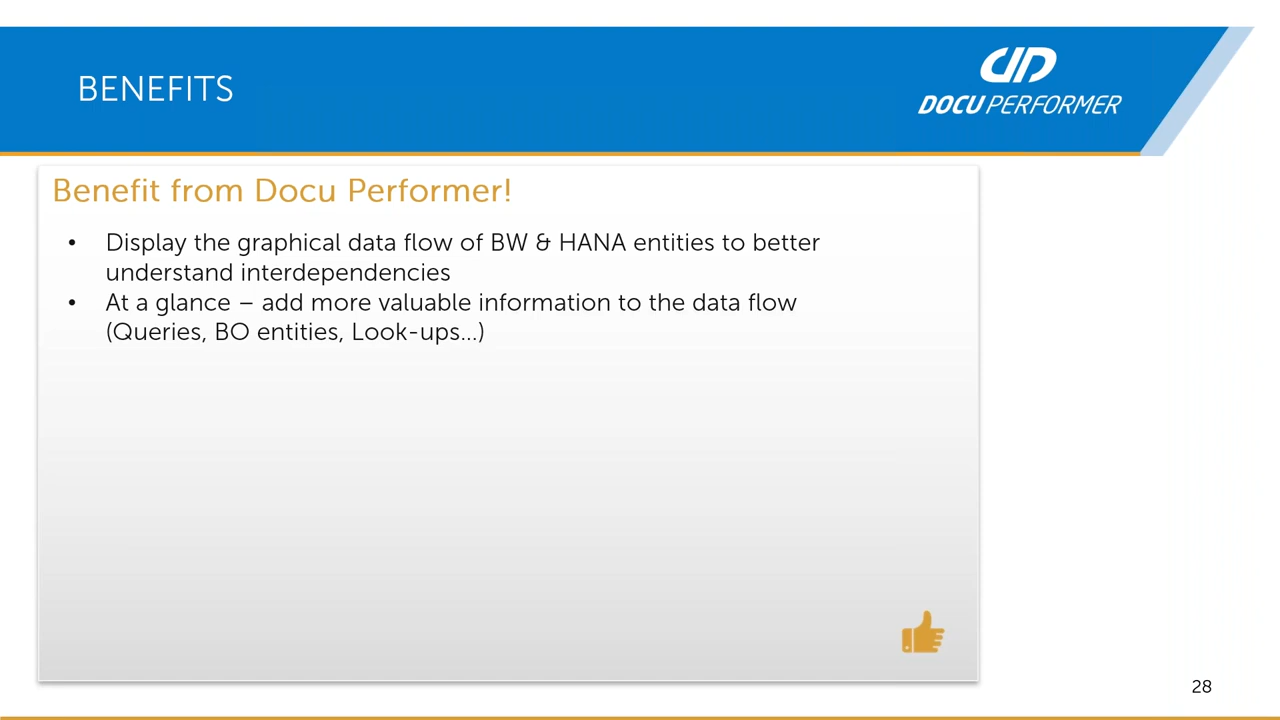 BENEFITS
DOCU PERFORMER
Benefit from Docu Performer!
• Display the graphical data flow of BW & HANA entities to better
understand interdependencies
• At a glance – add more valuable information to the data flow
(Queries, BO entities, Look-ups…)
28